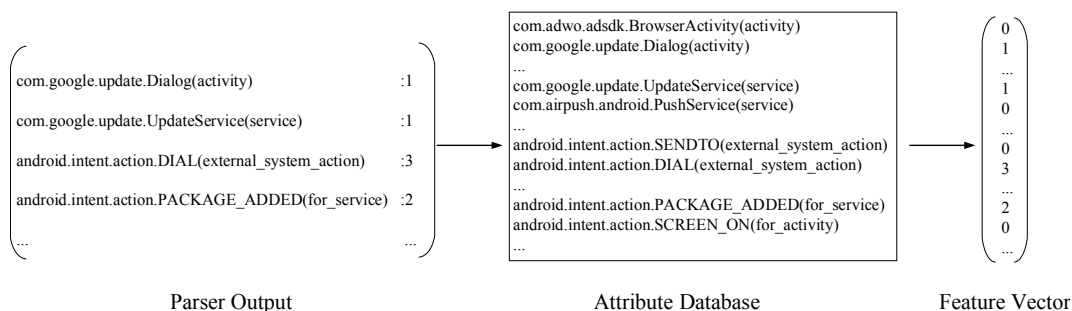 com.google.update.Dialog(activity) :1
com.google.update.UpdateService(service) :1
android.intent.action.DIAL(external_system_action) :3
android.intent.action.PACKAGE_ADDED(for_service) :2
... ...
Parser Output
com.adwo.adsdk.BrowserActivity(activity)
com.google.update.Dialog(activity)
...
com.google.update.UpdateService(service)
com.airpush.android.PushService(service)
...
android.intent.action.SENDTO(external_system_action)
android.intent.action.DIAL(external_system_action)
...
android.intent.action.PACKAGE_ADDED(for_service)
android.intent.action.SCREEN_ON(for_activity)
...
Attribute Database
0
1
...
1
0
...
0
3
...
2
0
...
Feature Vector